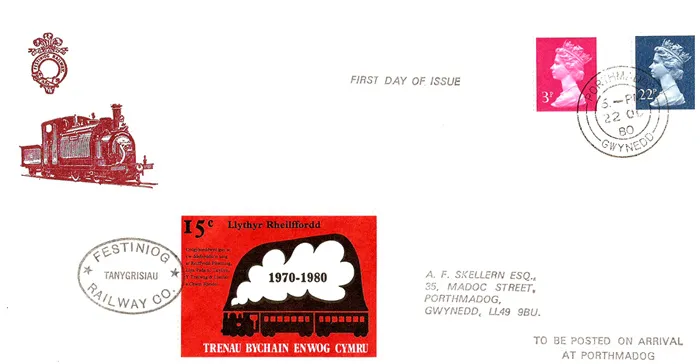 FESTINIOG RAILWAY
FIRST DAY OF ISSUE
3P
22P
PORTHMADOG
22 OC
80
GWYNEDD
15c Llythyr Rheilffordd
1970-1980
TRENAU BYCHAIN ENWOG CYMRU
FESTINIOG
TANYGRISIAU
RAILWAY CO.
A. F. SKELLERN ESQ.,
35, MADOC STREET,
PORTHMADOG,
GWYNEDD, LL49 9BU.
TO BE POSTED ON ARRIVAL
AT PORTHMADOG